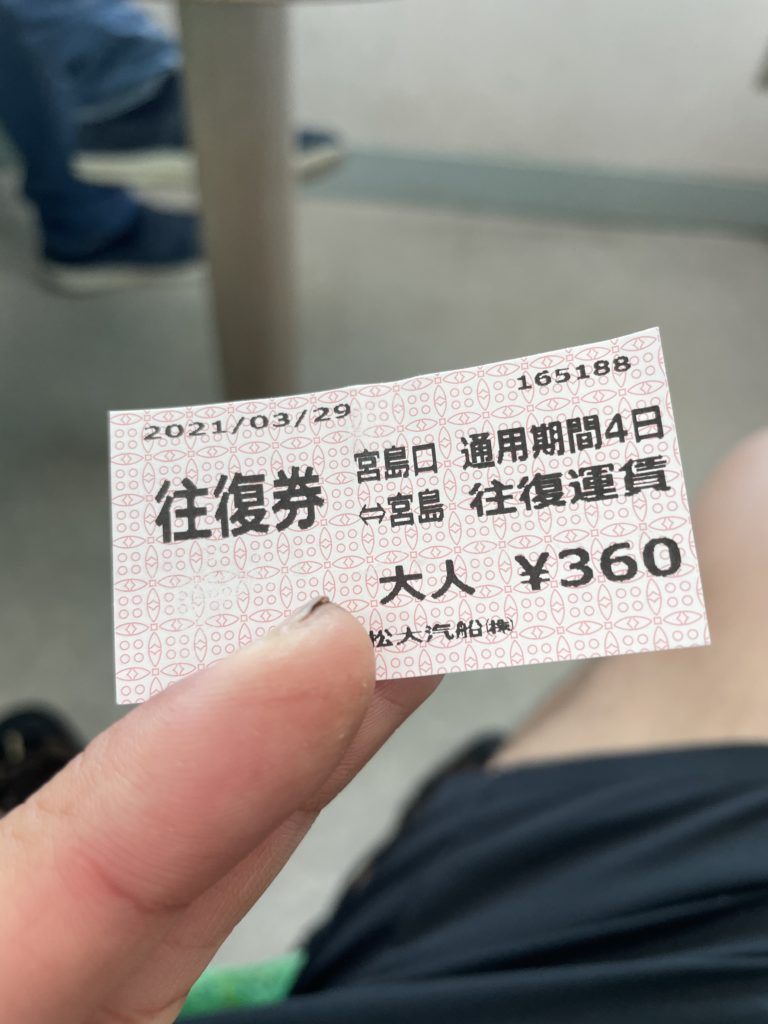 2021/03/29
165188
往復券
宮島口
⇔宮島
通用期間4日
往復運賃
大人 ¥360
松大汽船㈱